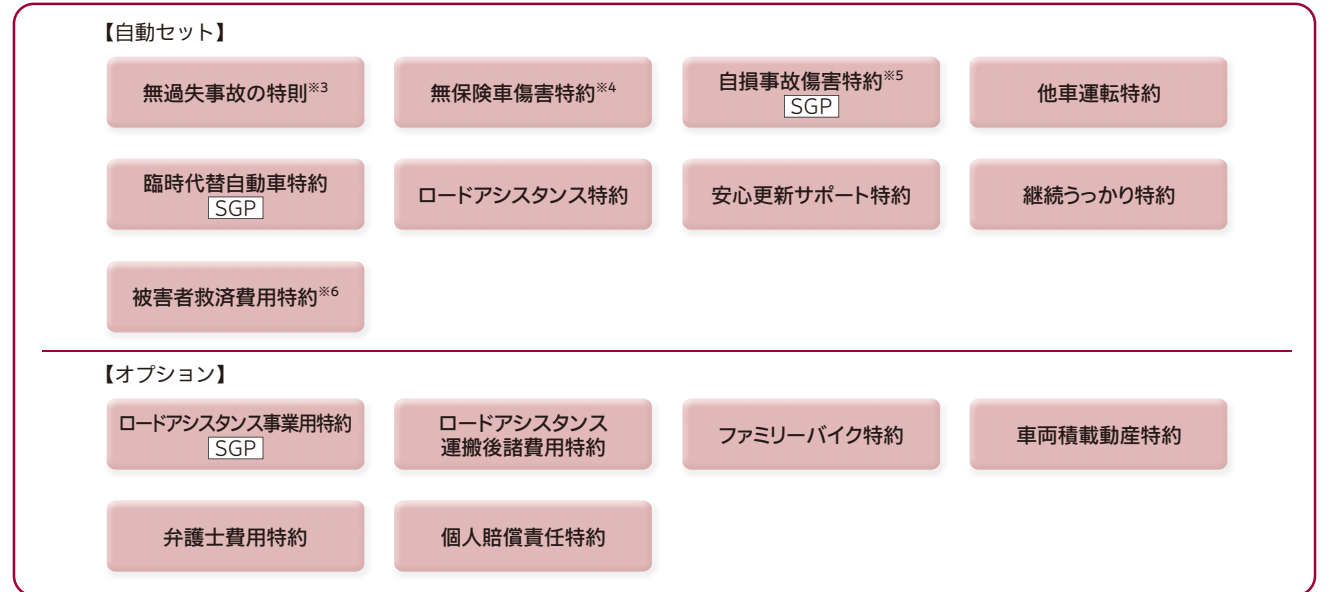 【自動セット】
無過失事故の特則※3
無保険車傷害特約※4
自損事故傷害特約※5
SGP
他車運転特約
臨時代替自動車特約
SGP
ロードアシスタンス特約
安心更新サポート特約
継続うっかり特約
被害者救済費用特約※6
【オプション】
ロードアシスタンス事業用特約
SGP
ロードアシスタンス
運搬後諸費用特約
ファミリーバイク特約
車両積載動産特約
弁護士費用特約
個人賠償責任特約